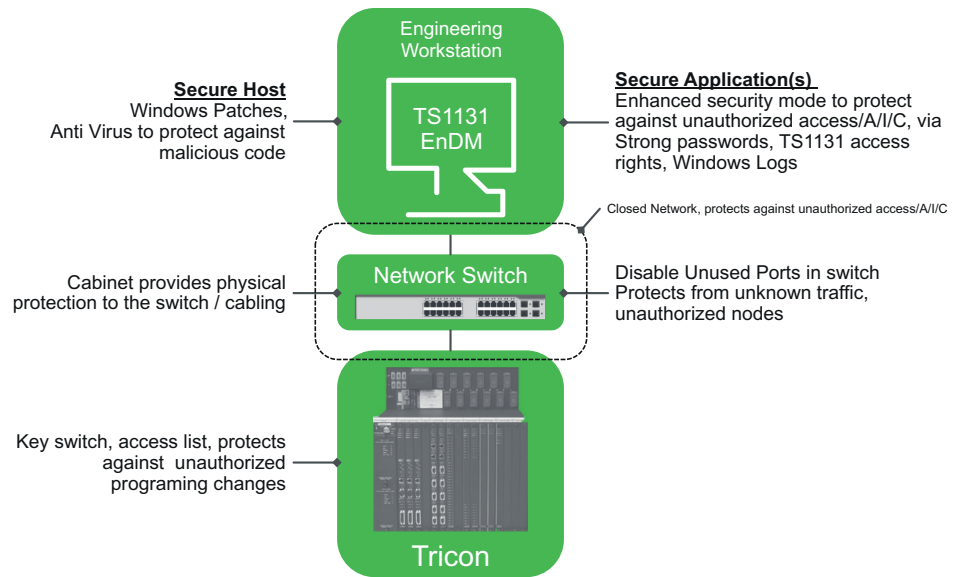 Engineering
Workstation
TS1131
EnDM
Secure Host
Windows Patches,
Anti Virus to protect against
malicious code
Secure Application(s)
Enhanced security mode to protect
against unauthorized access/A/I/C, via
Strong passwords, TS1131 access
rights, Windows Logs
Closed Network, protects against unauthorized access/A/I/C
Network Switch
Cabinet provides physical
protection to the switch / cabling
Disable Unused Ports in switch
Protects from unknown traffic,
unauthorized nodes
Key switch, access list, protects
against unauthorized
programing changes
Tricon